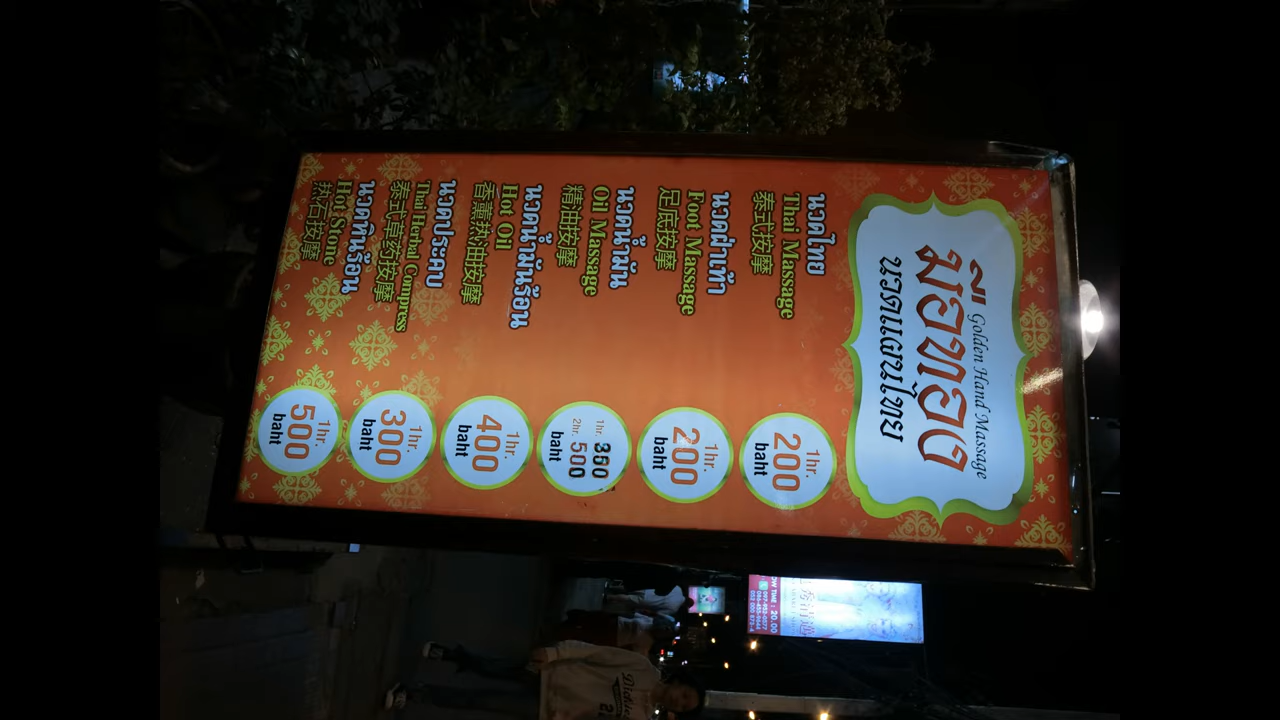 มือทอง
Golden Hand Massage
นวดแผนไทย
นวดไทย
Thai Massage
泰式按摩
1hr.
200
baht
นวดฝ่าเท้า
Foot Massage
足底按摩
1hr.
200
baht
นวดน้ำมัน
Oil Massage
精油按摩
1hr. 350
2hr. 500
baht
นวดน้ำมันร้อน
Hot Oil
香薰热油按摩
1hr.
400
baht
นวดประคบ
Thai Herbal Compress
泰式草药按摩
1hr.
300
baht
นวดหินร้อน
Hot Stone
热石按摩
1hr.
500
baht
OW TIME : 20.00
Dickies